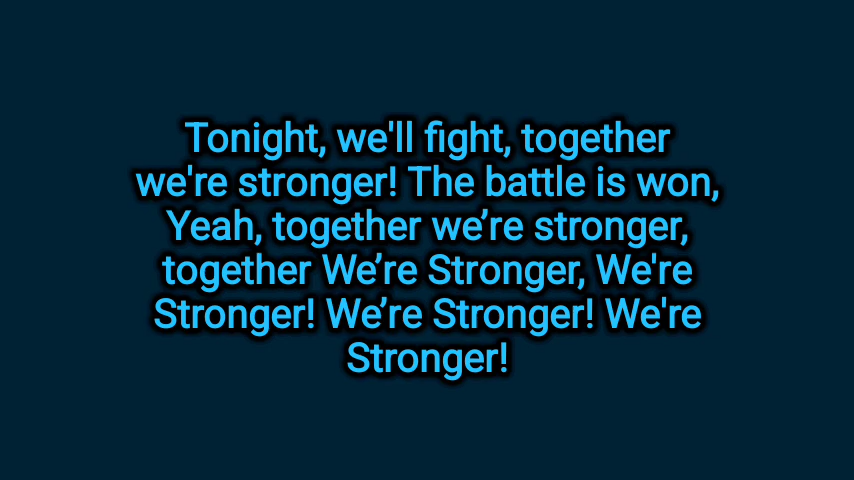 Tonight, we'll fight, together
we're stronger! The battle is won,
Yeah, together we’re stronger,
together We’re Stronger, We're
Stronger! We’re Stronger! We're
Stronger!